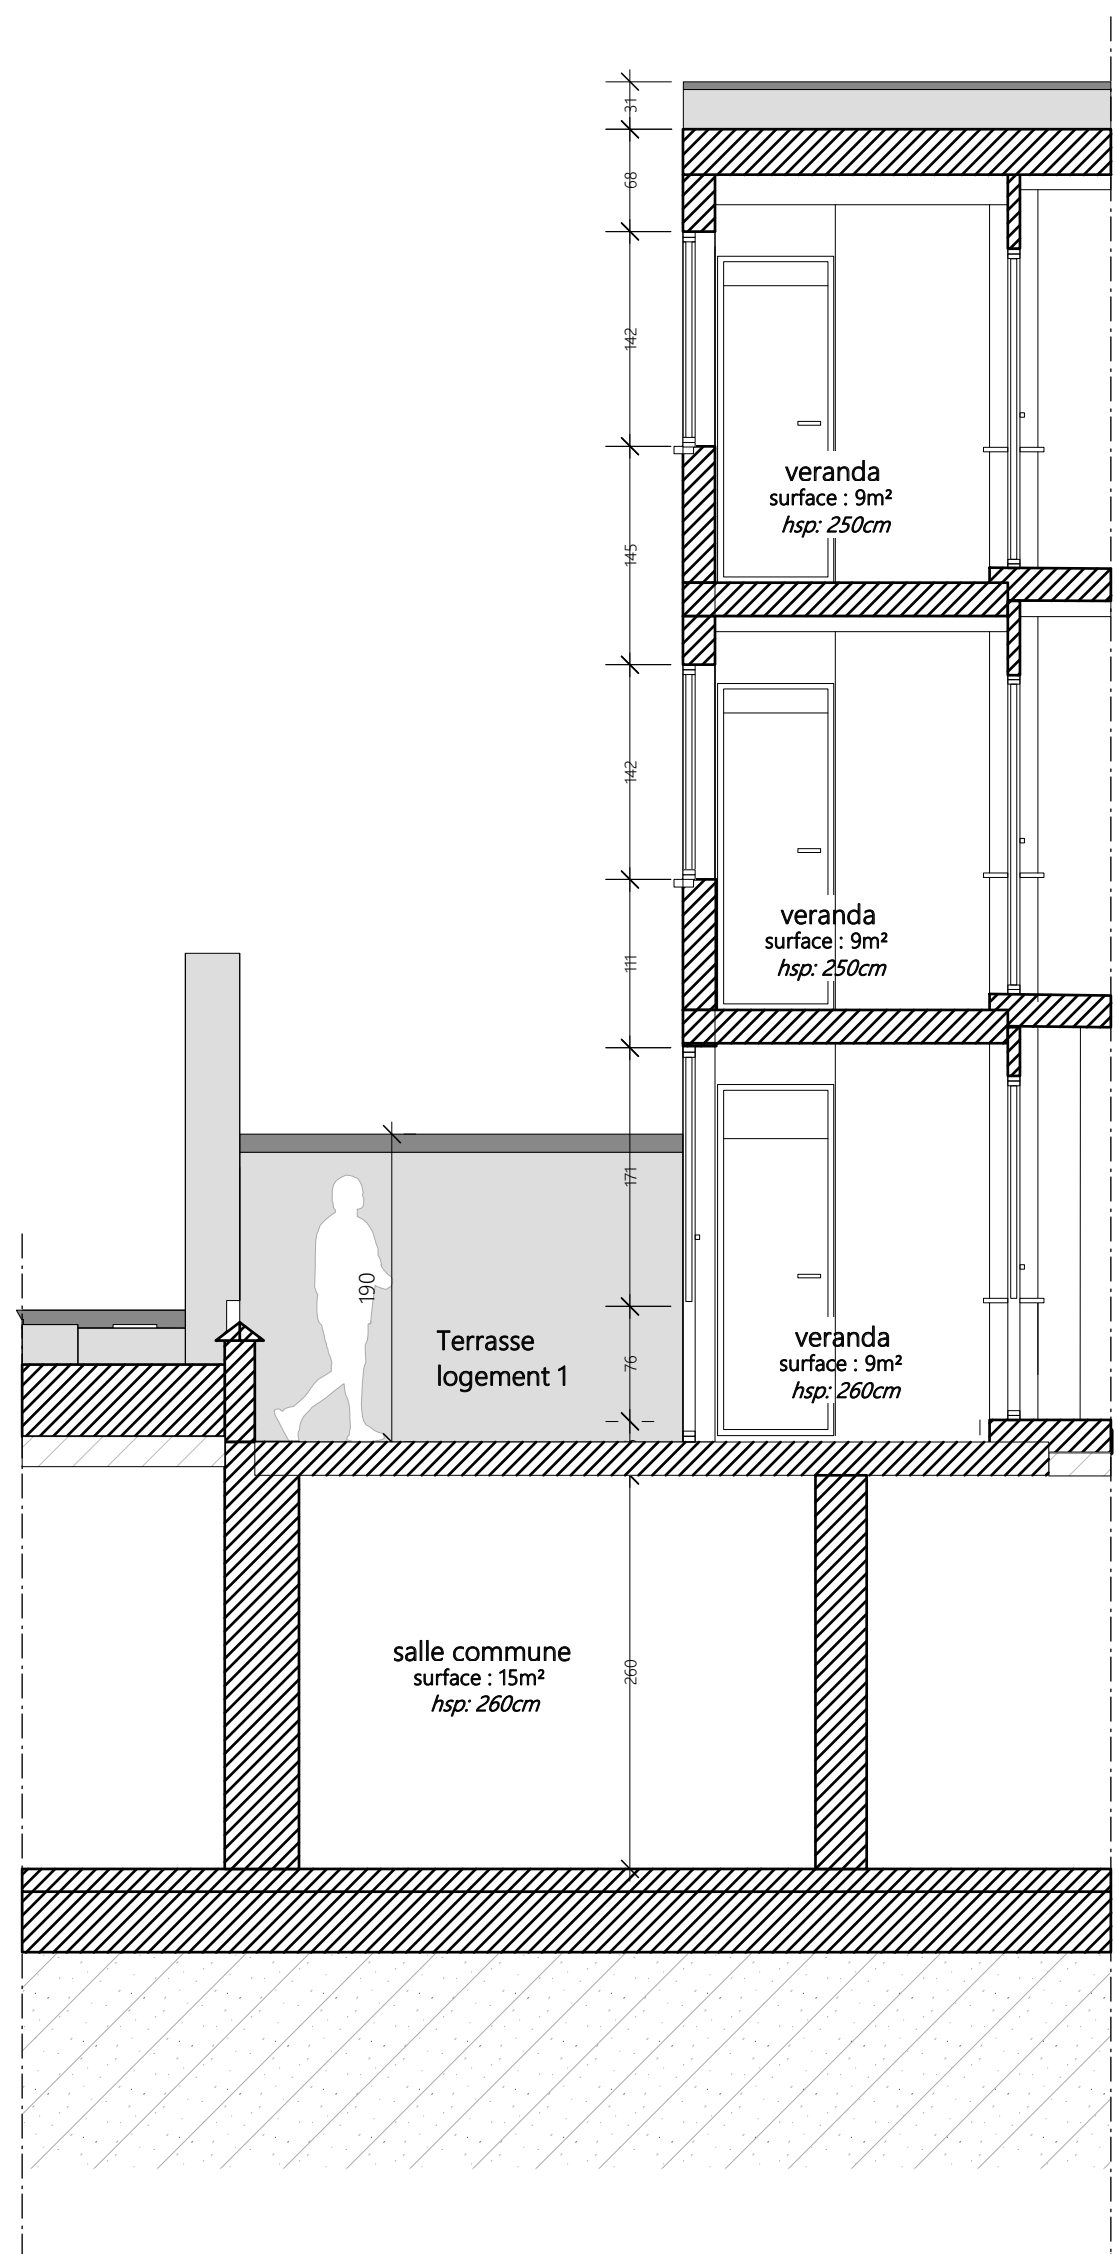 31
68
142
veranda
surface : 9m²
hsp: 250cm
145
142
veranda
surface : 9m²
hsp: 250cm
111
171
190
Terrasse
logement 1
76
veranda
surface : 9m²
hsp: 260cm
salle commune
surface : 15m²
hsp: 260cm
260